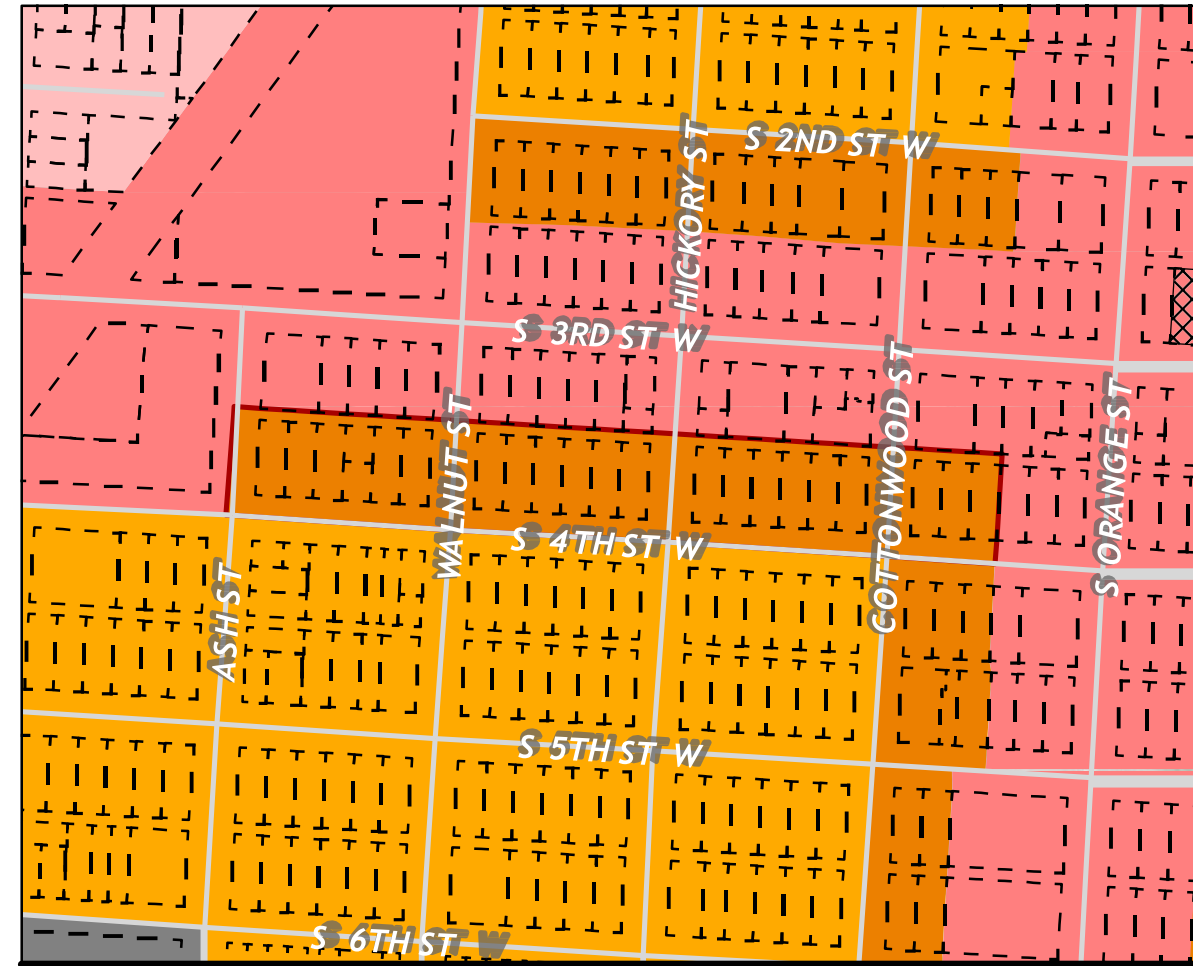 S 2ND ST W
HICKORY ST
S 3RD ST W
COTTONWOOD ST
S ORANGE ST
WALNUT ST
S 4TH ST W
ASH ST
S 5TH ST W
S 6TH ST W